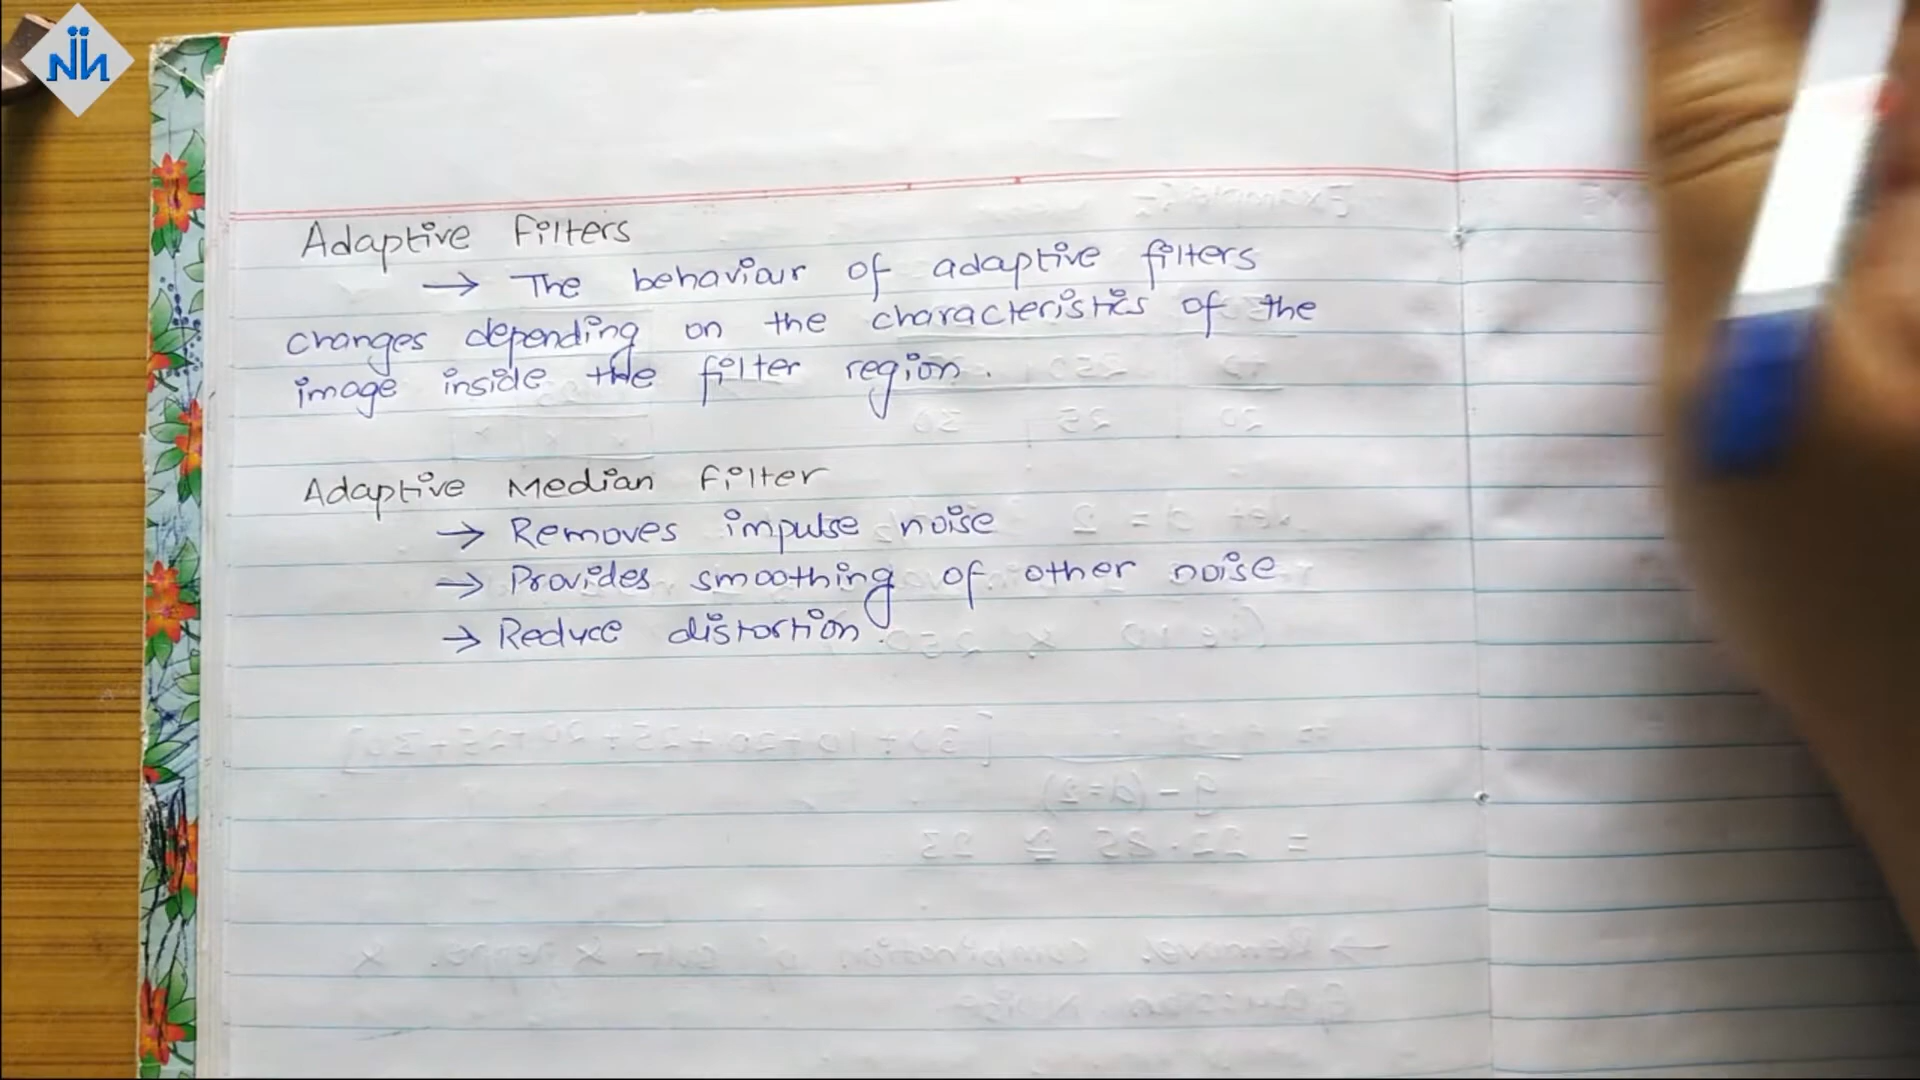 Adaptive Filters
→ The behaviour of adaptive filters
changes depending on the characteristics of the
image inside the filter region.
Adaptive Median Filter
→ Removes impulse noise
→ Provides smoothing of other noise
→ Reduce distortion.